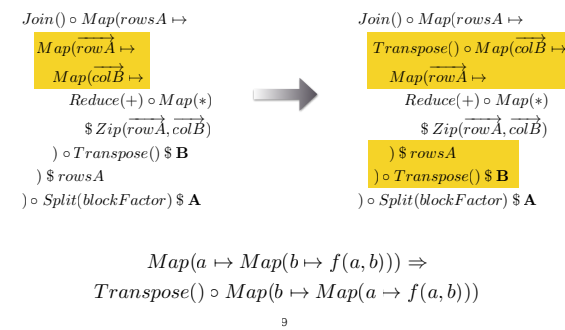 Join() ∘ Map(rowsA ↦
Map(rowA→ ↦
Map(colB→ ↦
Reduce(+) ∘ Map(∗)
$ Zip(rowA→, colB→)
) ∘ Transpose() $ B
) $ rowsA
) ∘ Split(blockFactor) $ A
Join() ∘ Map(rowsA ↦
Transpose() ∘ Map(colB→ ↦
Map(rowA→ ↦
Reduce(+) ∘ Map(∗)
$ Zip(rowA→, colB→)
) $ rowsA
) ∘ Transpose() $ B
) ∘ Split(blockFactor) $ A
Map(a ↦ Map(b ↦ f(a, b))) ⇒
Transpose() ∘ Map(b ↦ Map(a → f(a, b)))
9